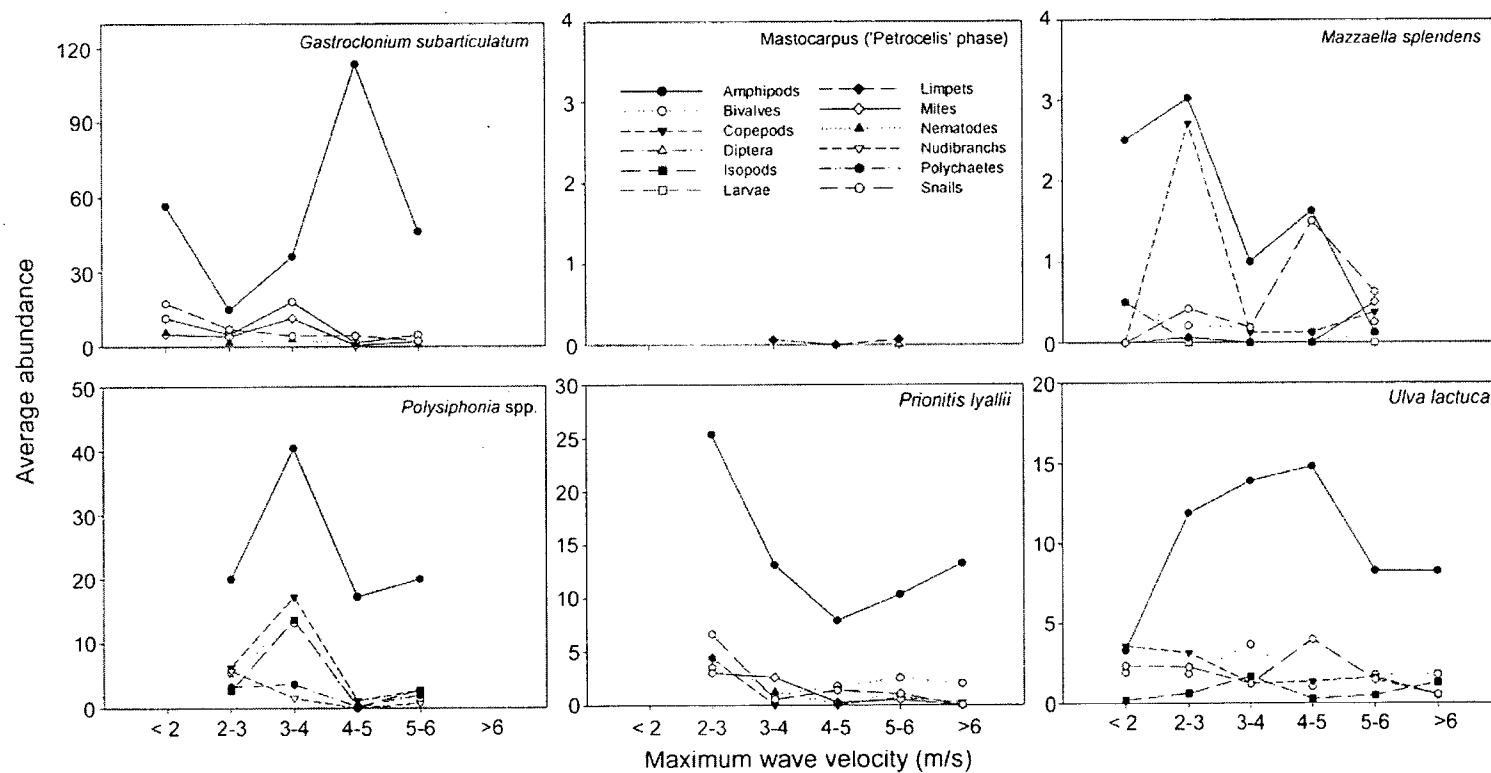 Gastroclonium subarticulatum
Mastocarpus ('Petrocelis' phase)
Mazzaella splendens
120
90
60
30
0
4
3
2
1
0
4
3
2
1
0
Amphipods
Bivalves
Copepods
Diptera
Isopods
Larvae
Limpets
Mites
Nematodes
Nudibranchs
Polychaetes
Snails
Average abundance
Polysiphonia spp.
Prionitis lyallii
Ulva lactuca
50
40
30
20
10
0
30
25
20
15
10
5
0
20
15
10
5
0
< 2 2-3 3-4 4-5 5-6 >6
< 2 2-3 3-4 4-5 5-6 >6
< 2 2-3 3-4 4-5 5-6 >6
Maximum wave velocity (m/s)